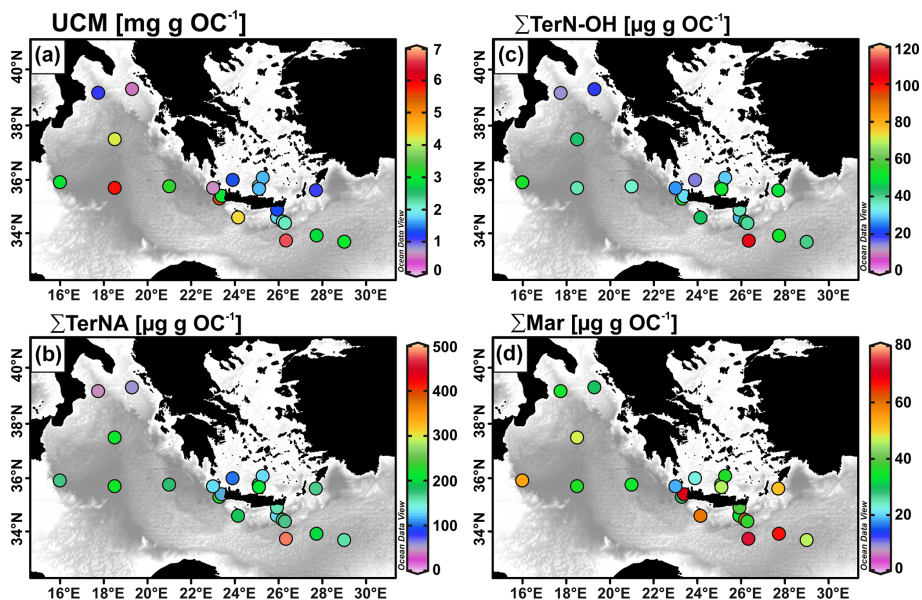 UCM [mg g OC⁻¹]
(a)
40°N
38°N
36°N
34°N
16°E 18°E 20°E 22°E 24°E 26°E 28°E 30°E
7
6
5
4
3
2
1
0
Ocean Data View
∑TerN-OH [µg g OC⁻¹]
(c)
40°N
38°N
36°N
34°N
16°E 18°E 20°E 22°E 24°E 26°E 28°E 30°E
120
100
80
60
40
20
0
Ocean Data View
∑TerNA [µg g OC⁻¹]
(b)
40°N
38°N
36°N
34°N
16°E 18°E 20°E 22°E 24°E 26°E 28°E 30°E
500
400
300
200
100
0
Ocean Data View
∑Mar [µg g OC⁻¹]
(d)
40°N
38°N
36°N
34°N
16°E 18°E 20°E 22°E 24°E 26°E 28°E 30°E
80
60
40
20
0
Ocean Data View